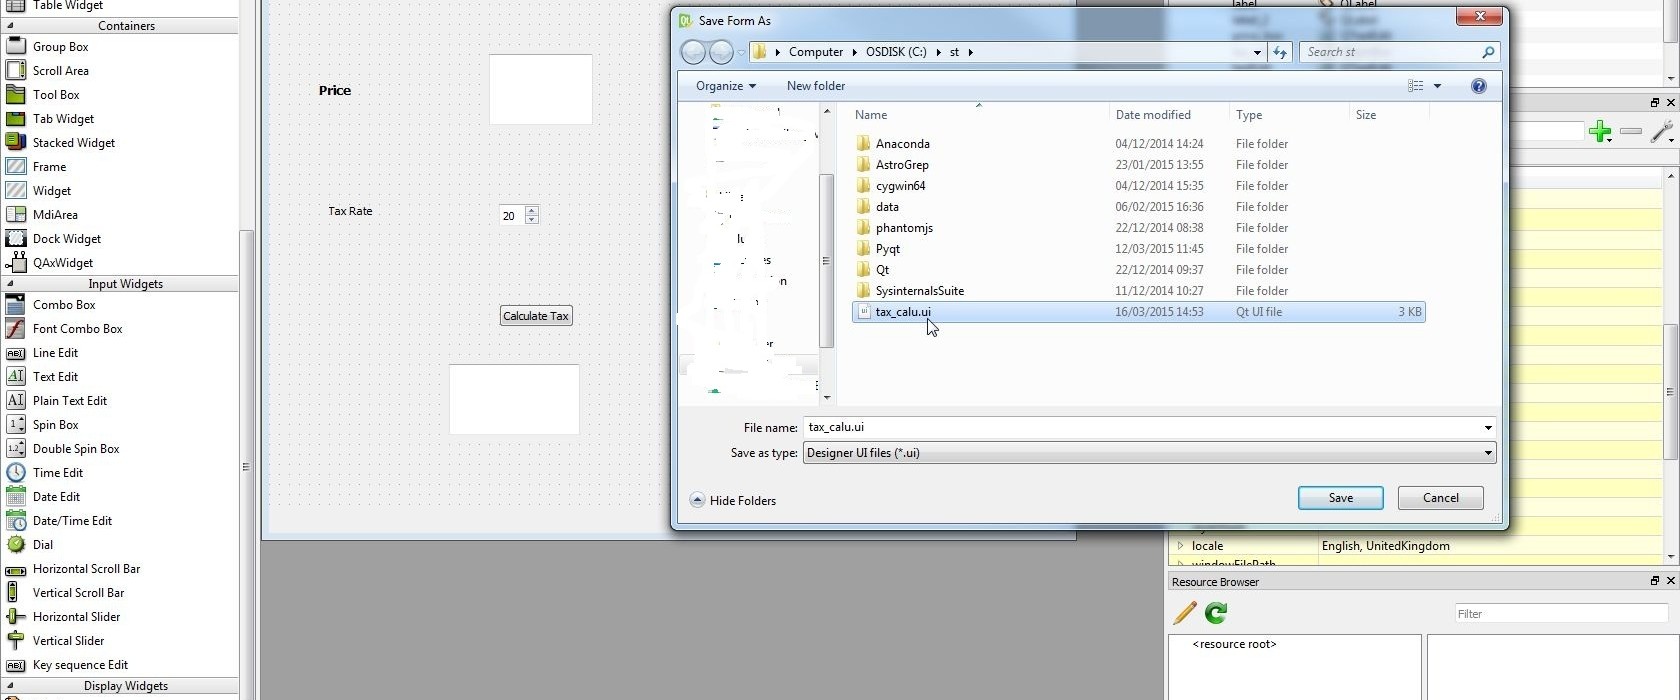 Table Widget
Containers
Group Box
Scroll Area
Tool Box
Tab Widget
Stacked Widget
Frame
Widget
MdiArea
Dock Widget
QAxWidget
Input Widgets
Combo Box
Font Combo Box
Line Edit
Text Edit
Plain Text Edit
Spin Box
Double Spin Box
Time Edit
Date Edit
Date/Time Edit
Dial
Horizontal Scroll Bar
Vertical Scroll Bar
Horizontal Slider
Vertical Slider
Key sequence Edit
Display Widgets
Price
Tax Rate
20
Calculate Tax
Save Form As
Computer OSDISK (C:) st
Search st
Organize New folder
Name Date modified Type Size
Anaconda 04/12/2014 14:24 File folder
AstroGrep 23/01/2015 13:55 File folder
cygwin64 04/12/2014 15:35 File folder
data 06/02/2015 16:36 File folder
phantomjs 22/12/2014 08:38 File folder
Pyqt 12/03/2015 11:45 File folder
Qt 22/12/2014 09:37 File folder
SysinternalsSuite 11/12/2014 10:27 File folder
tax_calu.ui 16/03/2015 14:53 Qt UI file 3 KB
File name: tax_calu.ui
Save as type: Designer UI files (*.ui)
Hide Folders
Save Cancel
label QLabel
locale English, UnitedKingdom
windowFilePath
Resource Browser
Filter
<resource root>